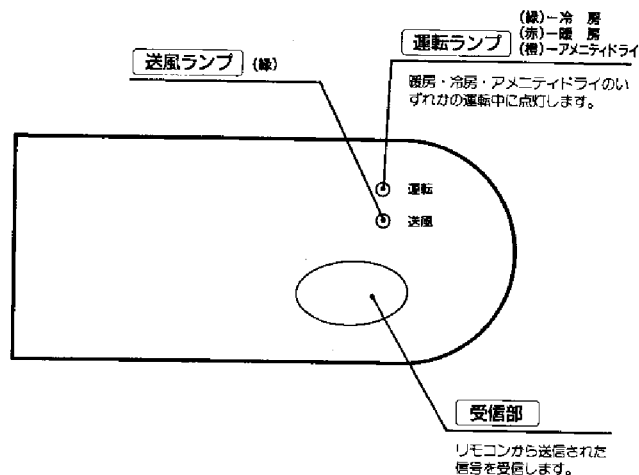 (緑)ー冷 房
(赤)ー暖 房
(橙)ーアメニティドライ
運転ランプ
送風ランプ (緑)
暖房・冷房・アメニティドライのい
ずれかの運転中に点灯します。
運転
送風
受信部
リモコンから送信された
信号を受信します。